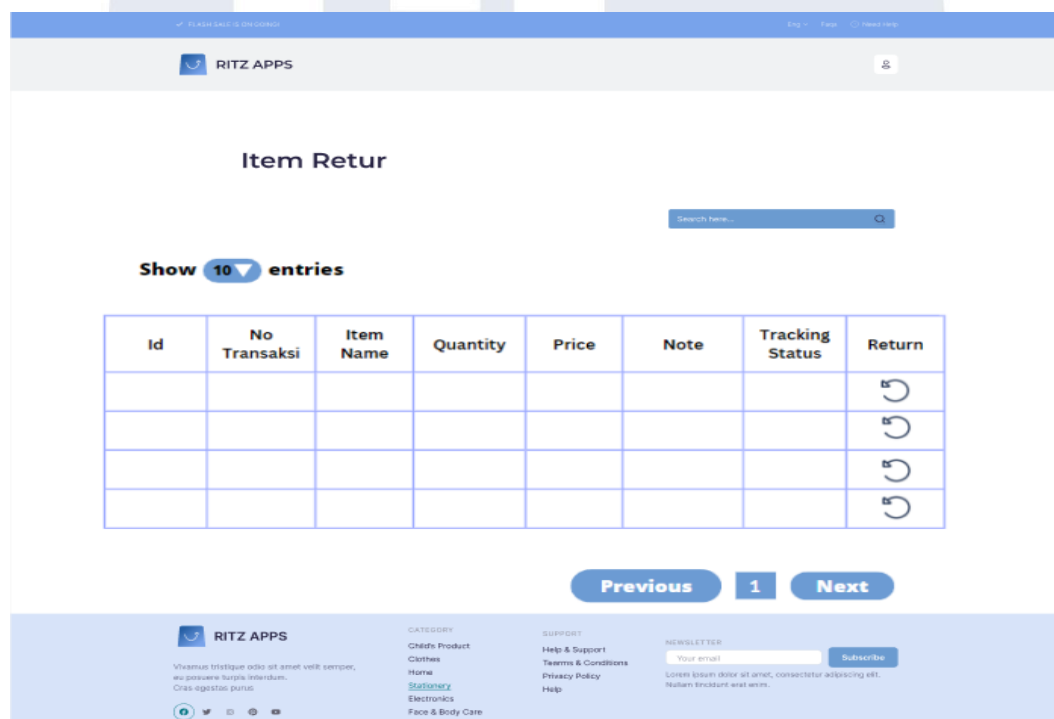 FLASH SALE IS ON GOING!
Eng Faqs Need Help
RITZ APPS
Item Retur
Search here...
Show 10 entries
Id No Transaksi Item Name Quantity Price Note Tracking Status Return
Previous 1 Next
RITZ APPS
Vivamus tristique odio sit amet velit semper,
eu posuere turpis interdum.
Cras egestas purus
CATEGORY
Child's Product
Clothes
Home
Stationery
Electronics
Face & Body Care
SUPPORT
Help & Support
Tearms & Conditions
Privacy Policy
Help
NEWSLETTER
Your email Subscribe
Lorem ipsum dolor sit amet, consectetur adipiscing elit.
Nullam tincidunt erat enim.